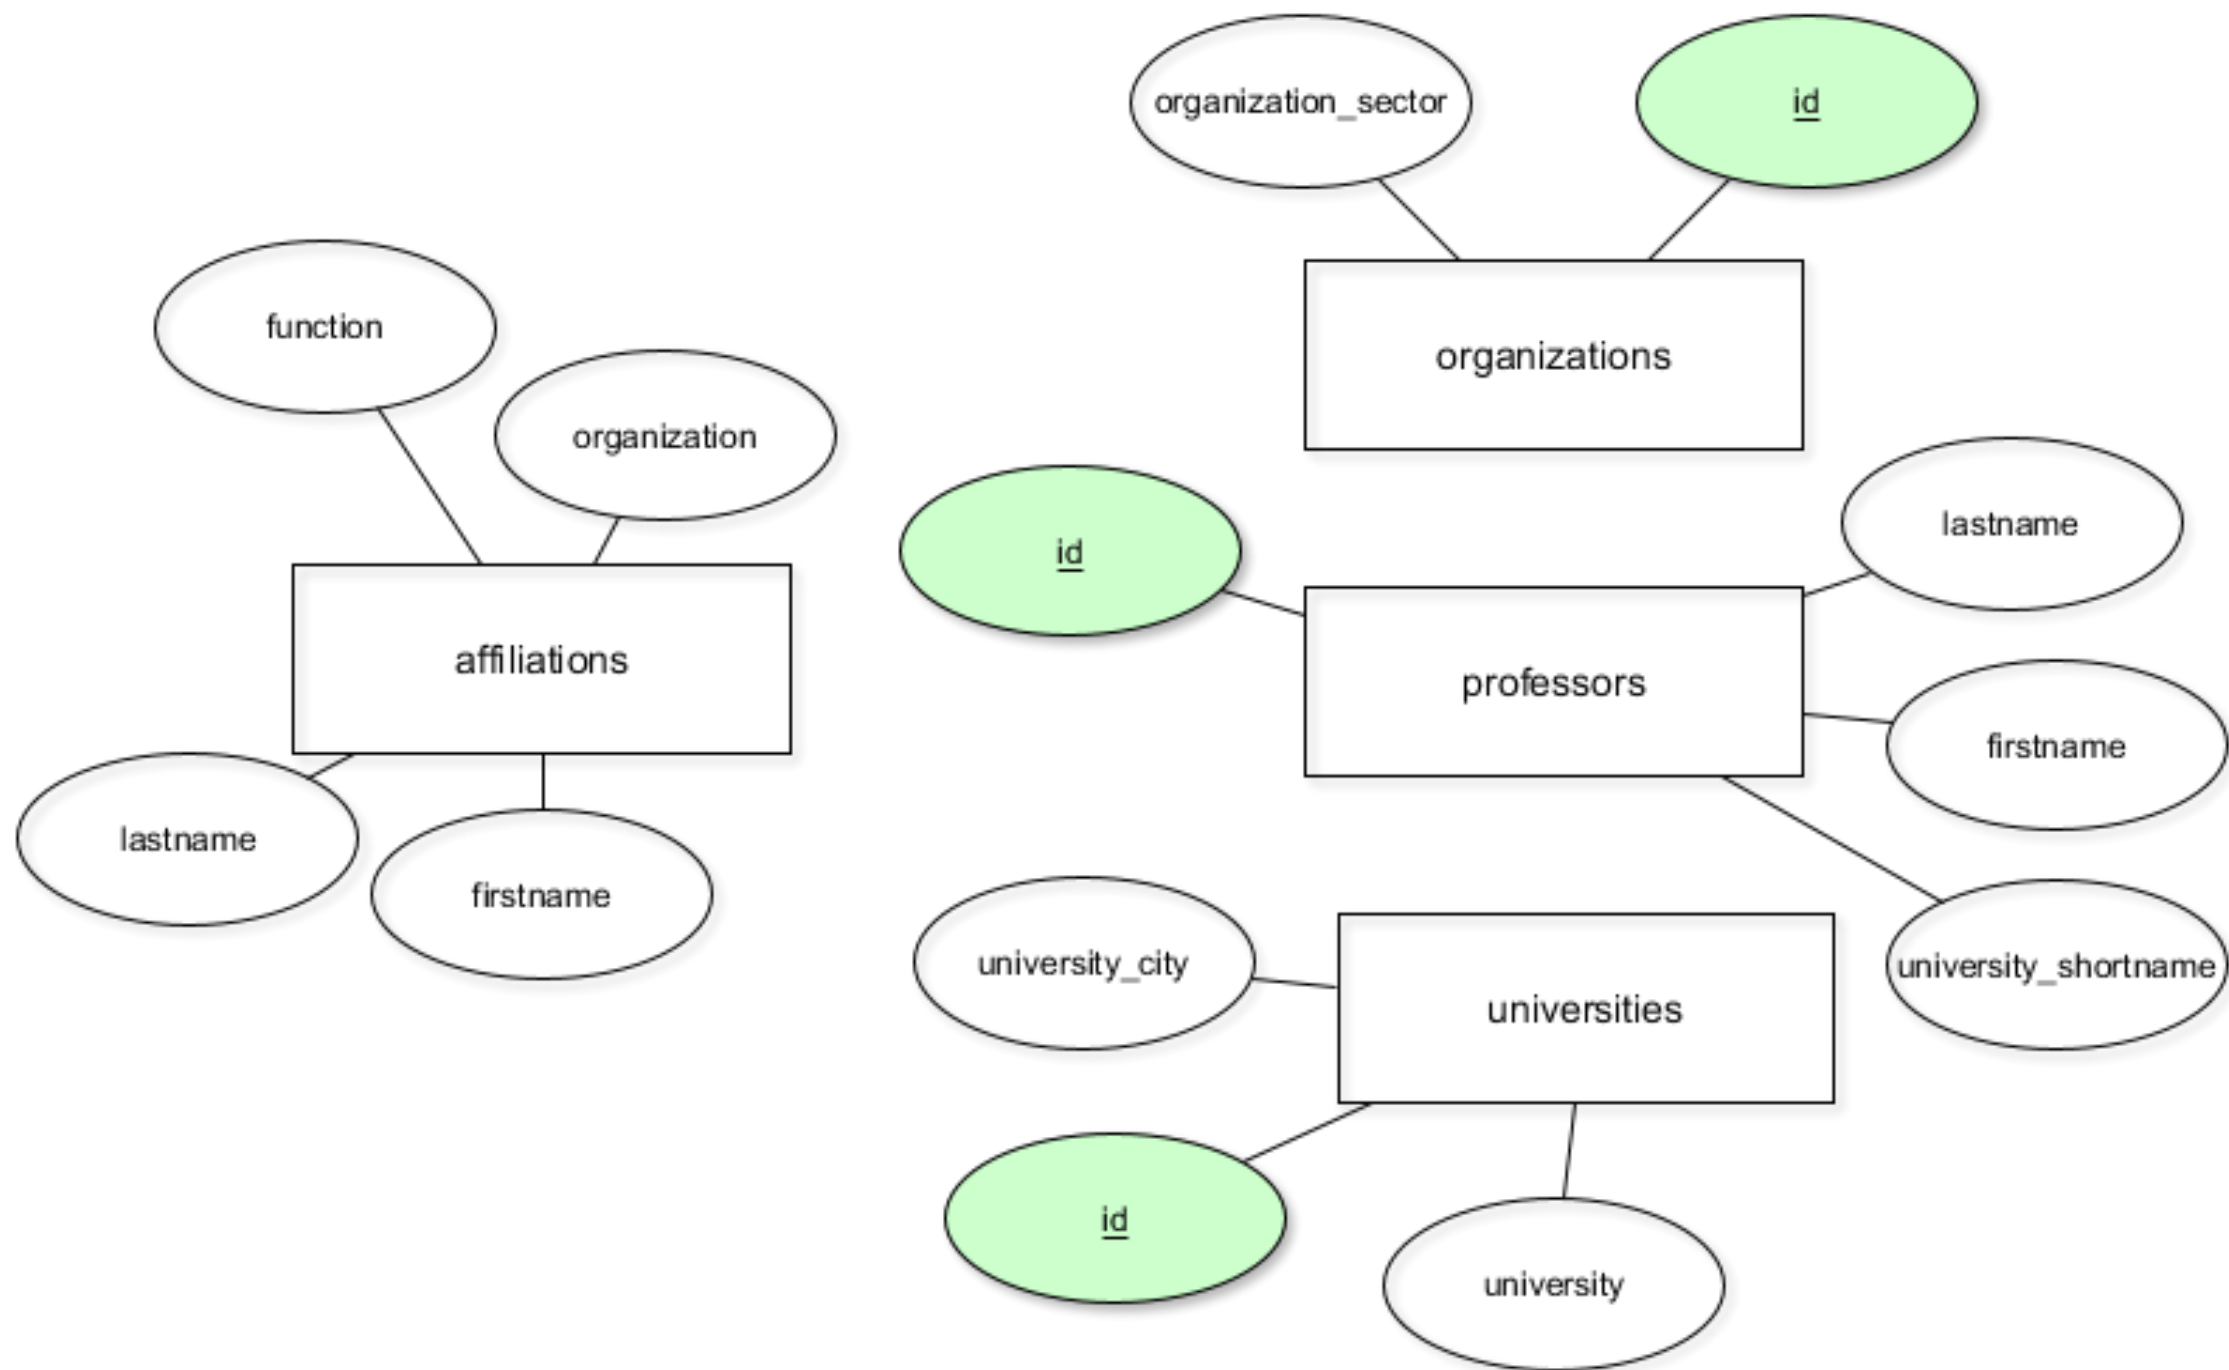 organization_sector
id
function
organization
organizations
id
lastname
affiliations
professors
firstname
lastname
firstname
university_city
universities
university_shortname
id
university